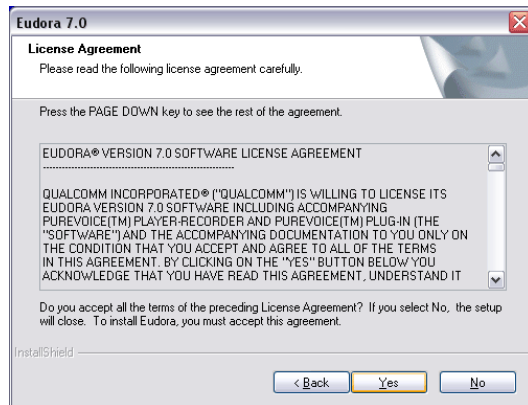 Eudora 7.0
License Agreement
Please read the following license agreement carefully.
Press the PAGE DOWN key to see the rest of the agreement.
EUDORA® VERSION 7.0 SOFTWARE LICENSE AGREEMENT
------------------------------------------------------------
QUALCOMM INCORPORATED® ("QUALCOMM") IS WILLING TO LICENSE ITS
EUDORA VERSION 7.0 SOFTWARE INCLUDING ACCOMPANYING
PUREVOICE(TM) PLAYER-RECORDER AND PUREVOICE(TM) PLUG-IN (THE
"SOFTWARE") AND THE ACCOMPANYING DOCUMENTATION TO YOU ONLY ON
THE CONDITION THAT YOU ACCEPT AND AGREE TO ALL OF THE TERMS
IN THIS AGREEMENT. BY CLICKING ON THE "YES" BUTTON BELOW YOU
ACKNOWLEDGE THAT YOU HAVE READ THIS AGREEMENT, UNDERSTAND IT
Do you accept all the terms of the preceding License Agreement? If you select No, the setup
will close. To install Eudora, you must accept this agreement.
InstallShield
< Back Yes No